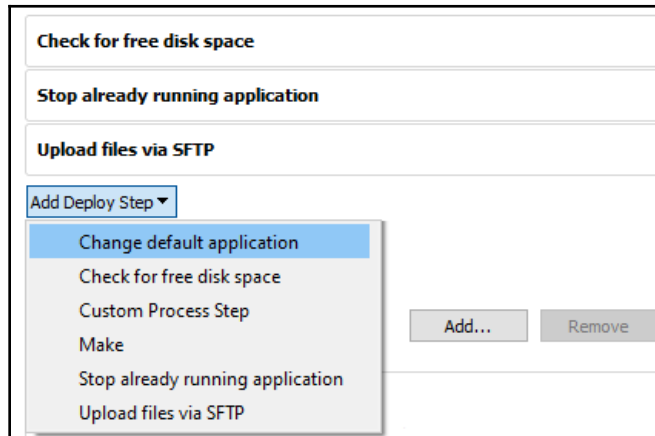 Check for free disk space
Stop already running application
Upload files via SFTP
Add Deploy Step
Change default application
Check for free disk space
Custom Process Step
Make
Stop already running application
Upload files via SFTP
Add...
Remove